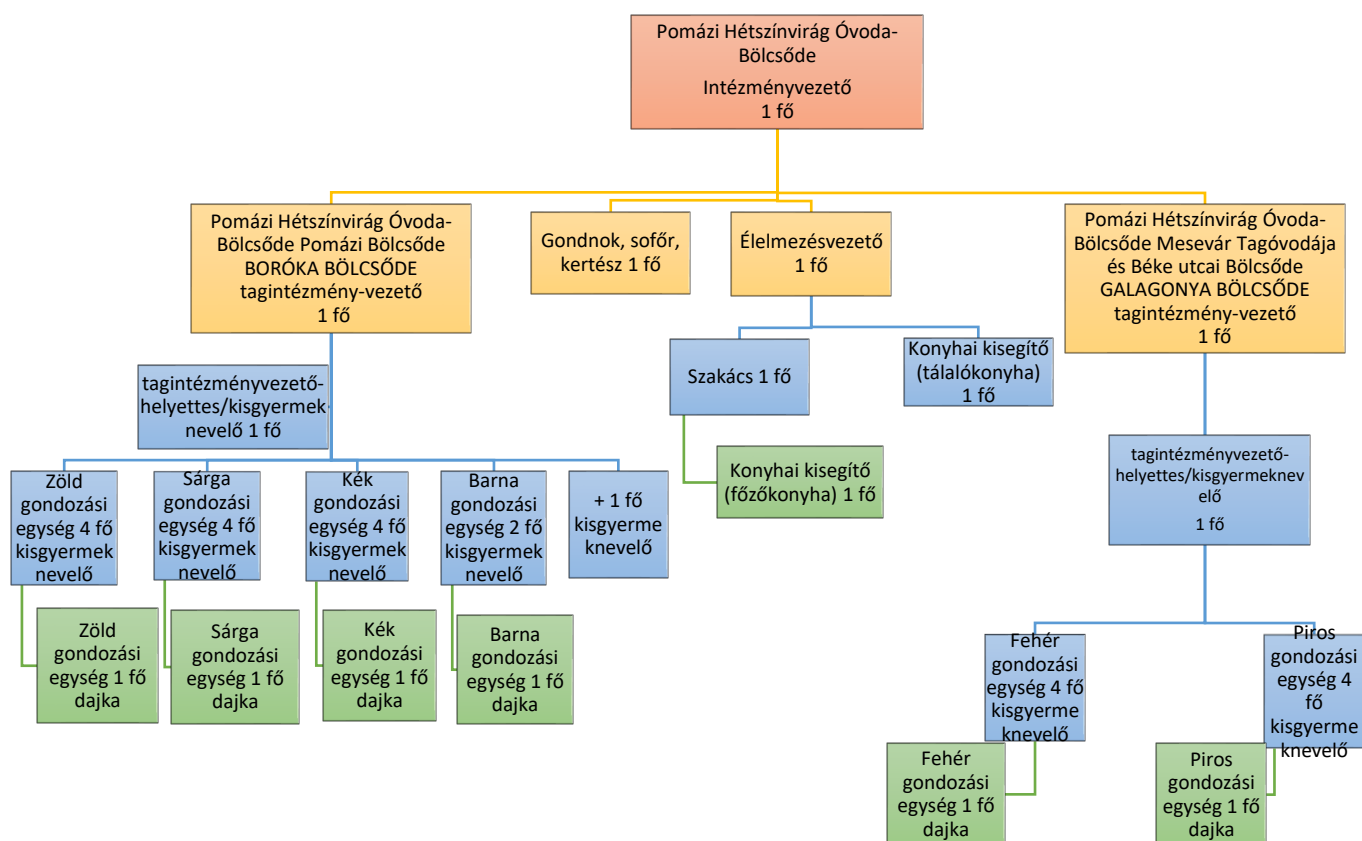 Pomázi Hétszínvirág Óvoda-
Bölcsőde
Intézményvezető
1 fő
Pomázi Hétszínvirág Óvoda-
Bölcsőde Pomázi Bölcsőde
BORÓKA BÖLCSŐDE
tagintézmény-vezető
1 fő
Gondnok, sofőr,
kertész 1 fő
Élelmezésvezető
1 fő
Pomázi Hétszínvirág Óvoda-
Bölcsőde Mesevár Tagóvodája
és Béke utcai Bölcsőde
GALAGONYA BÖLCSŐDE
tagintézmény-vezető
1 fő
tagintézményvezető-
helyettes/kisgyermek
nevelő 1 fő
Szakács 1 fő
Konyhai kisegítő
(tálalókonyha)
1 fő
Konyhai kisegítő
(főzőkonyha) 1 fő
tagintézményvezető-
helyettes/kisgyermeknev
elő
1 fő
Zöld
gondozási
egység 4 fő
kisgyermek
nevelő
Sárga
gondozási
egység 4 fő
kisgyermek
nevelő
Kék
gondozási
egység 4 fő
kisgyermek
nevelő
Barna
gondozási
egység 2 fő
kisgyermek
nevelő
+ 1 fő
kisgyerme
knevelő
Zöld
gondozási
egység 1 fő
dajka
Sárga
gondozási
egység 1 fő
dajka
Kék
gondozási
egység 1 fő
dajka
Barna
gondozási
egység 1 fő
dajka
Fehér
gondozási
egység 4 fő
kisgyerme
knevelő
Piros
gondozási
egység 4
fő
kisgyerme
knevelő
Fehér
gondozási
egység 1 fő
dajka
Piros
gondozási
egység 1 fő
dajka